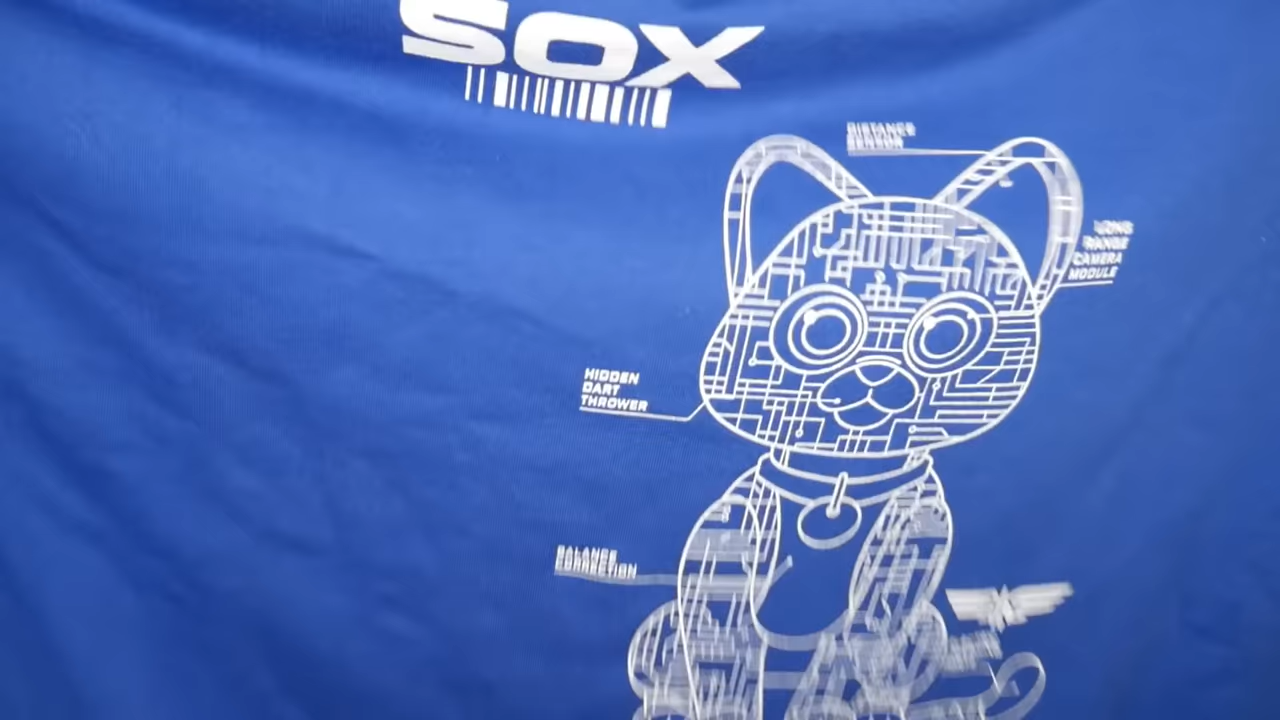 SOX
DISTANCE
SENSOR
LONG
RANGE
CAMERA
MODULE
HIDDEN
DART
THROWER
BALANCE
CORRECTION